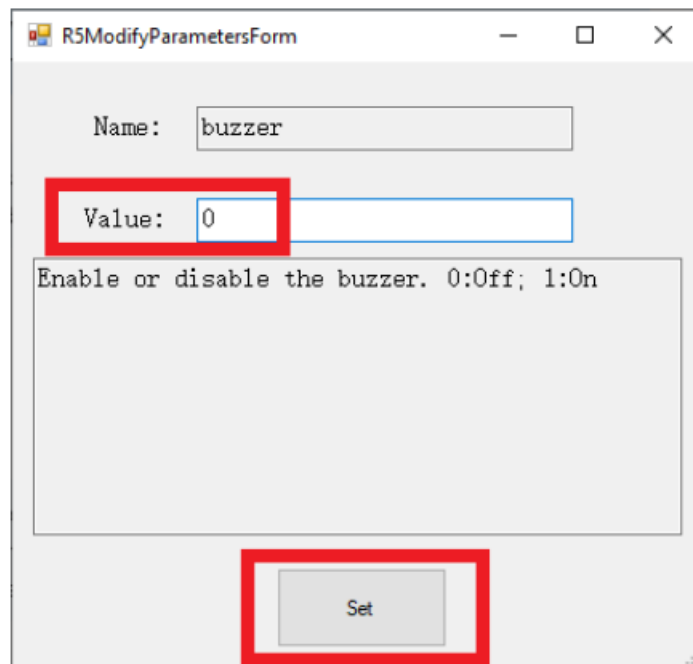 R5ModifyParametersForm
Name: buzzer
Value: 0
Enable or disable the buzzer. 0:Off; 1:On
Set